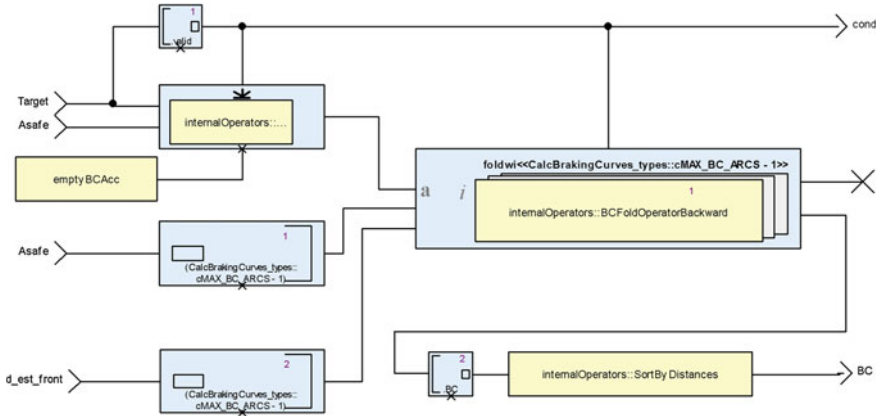 1
.valid
cond
Target
Asafe
internalOperators::...
emptyBCAcc
foldwi<<CalcBrakingCurves_types::cMAX_BC_ARCS - 1>>
a
i
1
internalOperators::BCFoldOperatorBackward
Asafe
1
(CalcBrakingCurves_types::
cMAX_BC_ARCS - 1)
d_est_front
2
(CalcBrakingCurves_types::
cMAX_BC_ARCS - 1)
2
.BC
internalOperators::SortBy Distances
BC